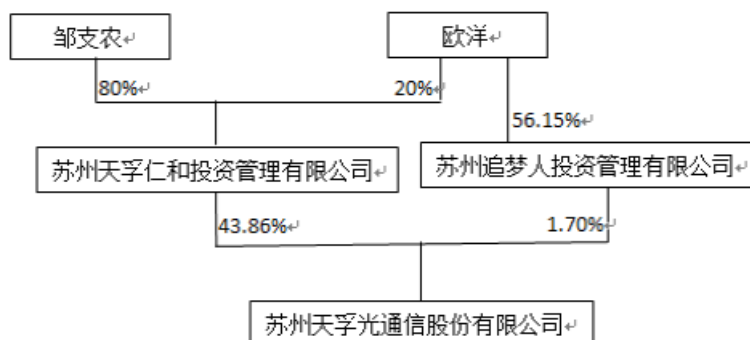 邹支农
欧洋
80%
20%
56.15%
苏州天孚仁和投资管理有限公司
苏州追梦人投资管理有限公司
43.86%
1.70%
苏州天孚光通信股份有限公司